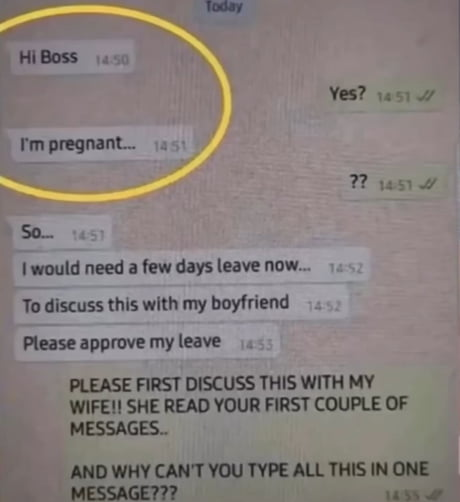 Today
Hi Boss 14:50
Yes? 14:51
I'm pregnant... 14:51
?? 14:51
So... 14:51
I would need a few days leave now... 14:52
To discuss this with my boyfriend 14:52
Please approve my leave 14:53
PLEASE FIRST DISCUSS THIS WITH MY
WIFE!! SHE READ YOUR FIRST COUPLE OF
MESSAGES..
AND WHY CAN'T YOU TYPE ALL THIS IN ONE
MESSAGE??? 14:55